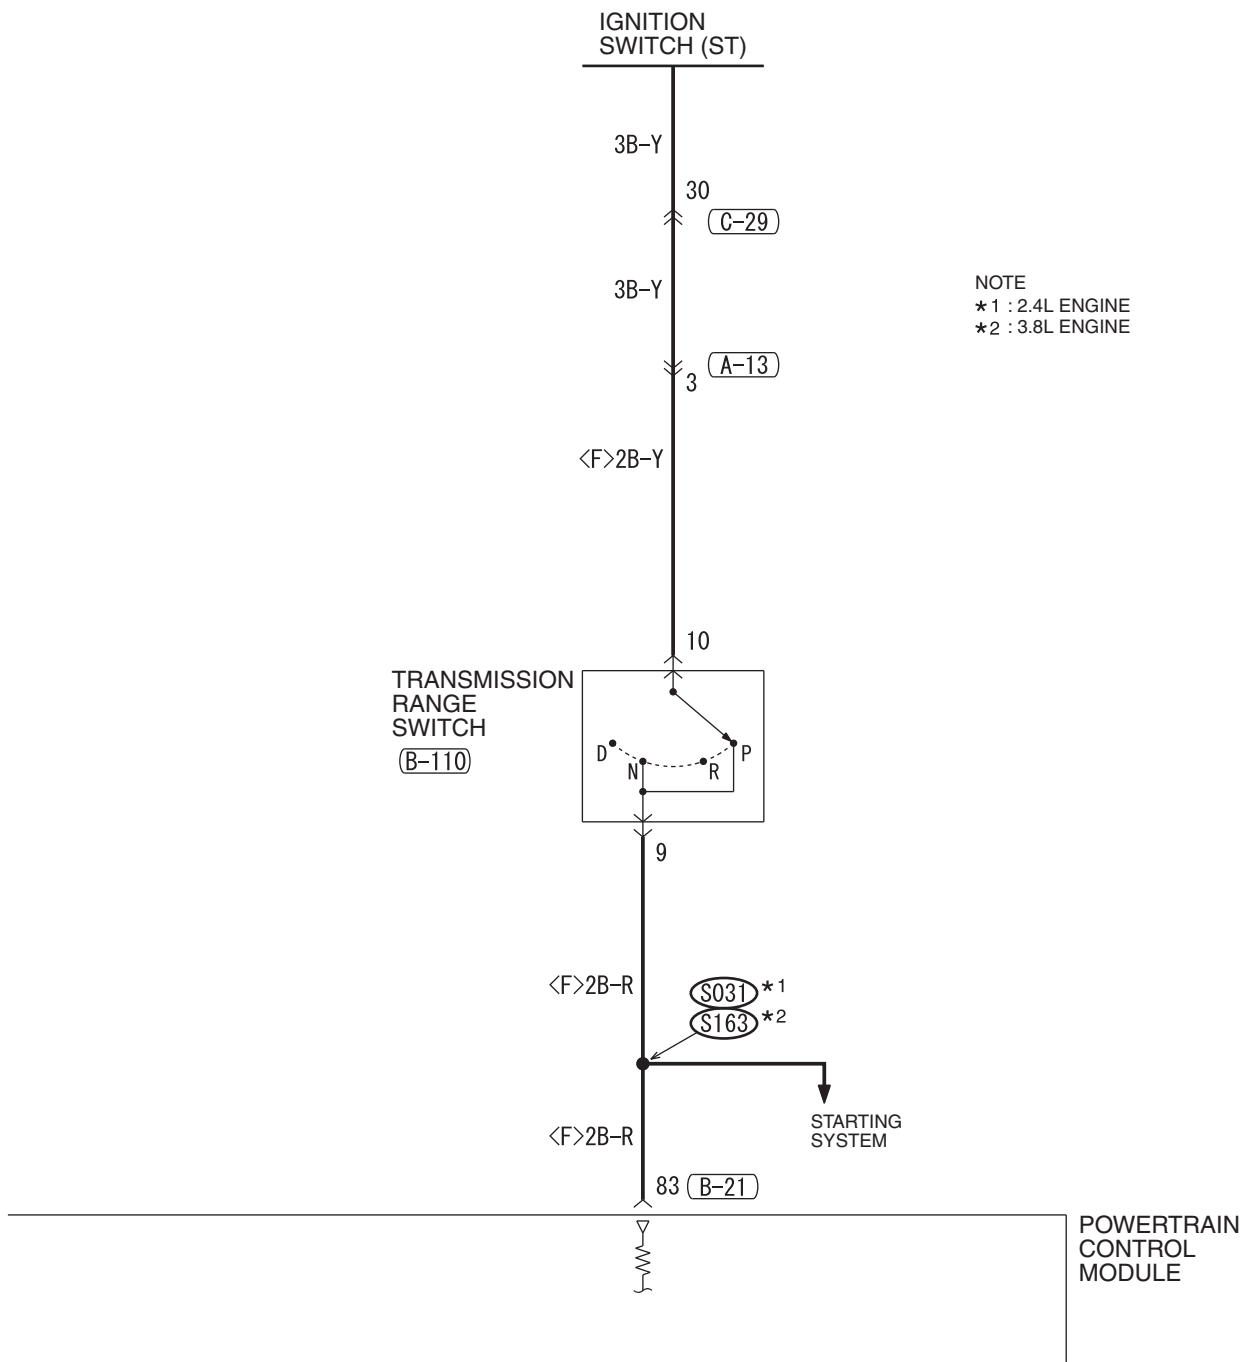 IGNITION
SWITCH (ST)
3B-Y
30
C-29
3B-Y
NOTE
*1 : 2.4L ENGINE
*2 : 3.8L ENGINE
A-13
3
<F>2B-Y
10
TRANSMISSION
RANGE
SWITCH
B-110
D
N
R
P
9
<F>2B-R
S031 *1
S163 *2
STARTING
SYSTEM
<F>2B-R
83 B-21
POWERTRAIN
CONTROL
MODULE